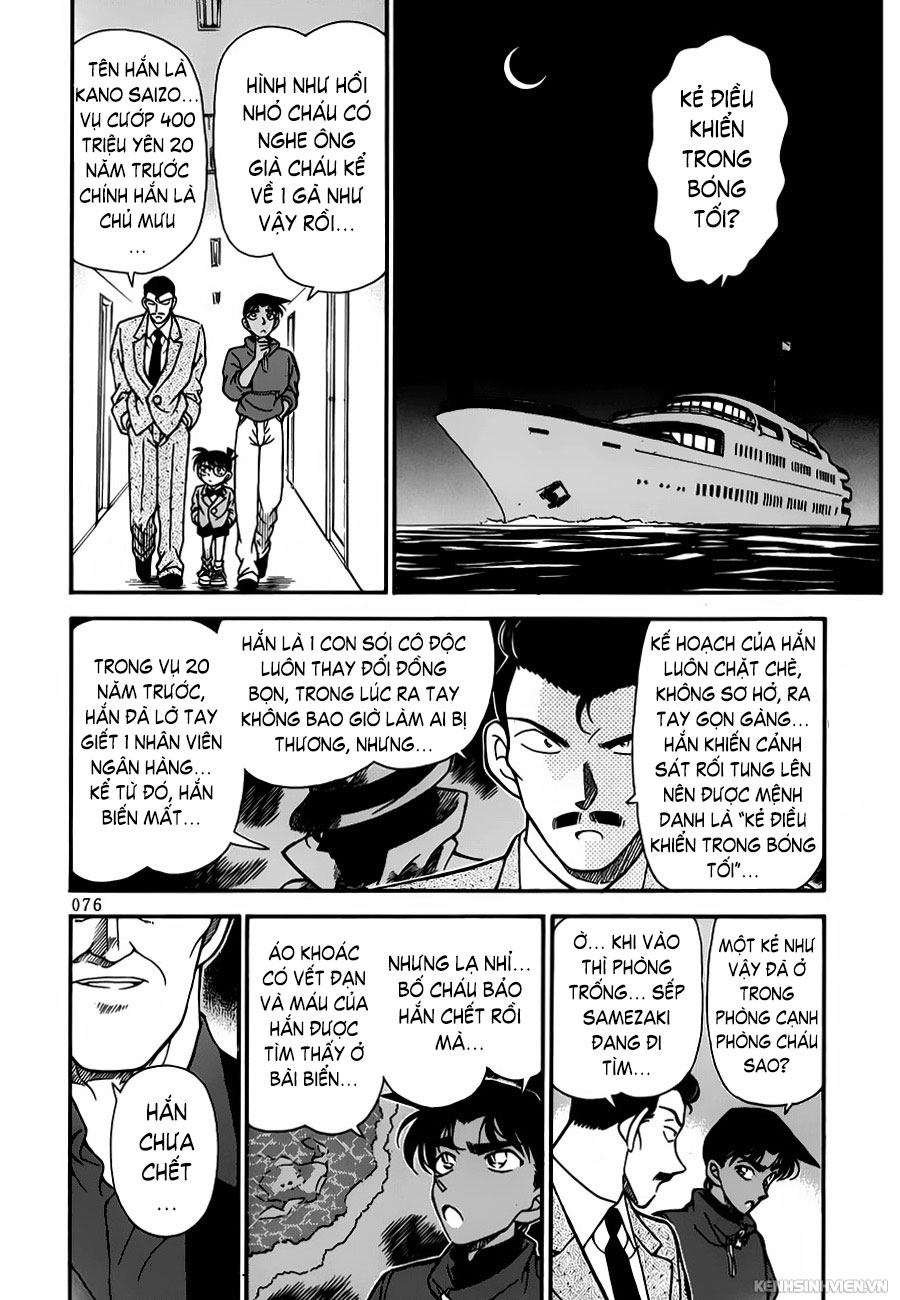 KẺ ĐIỀU
KHIỂN
TRONG
BÓNG
TỐI?
HÌNH NHƯ HỒI
NHỎ CHÁU CÓ
NGHE ÔNG
GIÀ CHÁU KỂ
VỀ 1 GÃ NHƯ
VẬY RỒI...
TÊN HẮN LÀ
KANO SAIZO...
VỤ CƯỚP 400
TRIỆU YÊN 20
NĂM TRƯỚC
CHÍNH HẮN LÀ
CHỦ MƯU
...
KẾ HOẠCH CỦA HẮN
LUÔN CHẶT CHẼ,
KHÔNG SƠ HỞ, RA
TAY GỌN GÀNG...
HẮN KHIẾN CẢNH
SÁT RỐI TUNG LÊN
NÊN ĐƯỢC MỆNH
DANH LÀ "KẺ ĐIỀU
KHIỂN TRONG BÓNG
TỐI"...
HẮN LÀ 1 CON SÓI CÔ ĐỘC
LUÔN THAY ĐỔI ĐỒNG
BỌN, TRONG LÚC RA TAY
KHÔNG BAO GIỜ LÀM AI BỊ
THƯƠNG, NHƯNG...
TRONG VỤ 20
NĂM TRƯỚC,
HẮN ĐÃ LỠ TAY
GIẾT 1 NHÂN VIÊN
NGÂN HÀNG...
KỂ TỪ ĐÓ, HẮN
BIẾN MẤT...
076
MỘT KẺ NHƯ
VẬY ĐÃ Ở
TRONG
PHÒNG CẠNH
PHÒNG CHÁU
SAO?
Ờ... KHI VÀO
THÌ PHÒNG
TRỐNG... SẾP
SAMEZAKI
ĐANG ĐI
TÌM...
NHƯNG LẠ NHỈ...
BỐ CHÁU BẢO
HẮN CHẾT RỒI
MÀ...
ÁO KHOÁC
CÓ VẾT ĐẠN
VÀ MÁU CỦA
HẮN ĐƯỢC
TÌM THẤY Ở
BÃI BIỂN...
HẮN
CHƯA
CHẾT
...
KENHSINHVIEN.VN